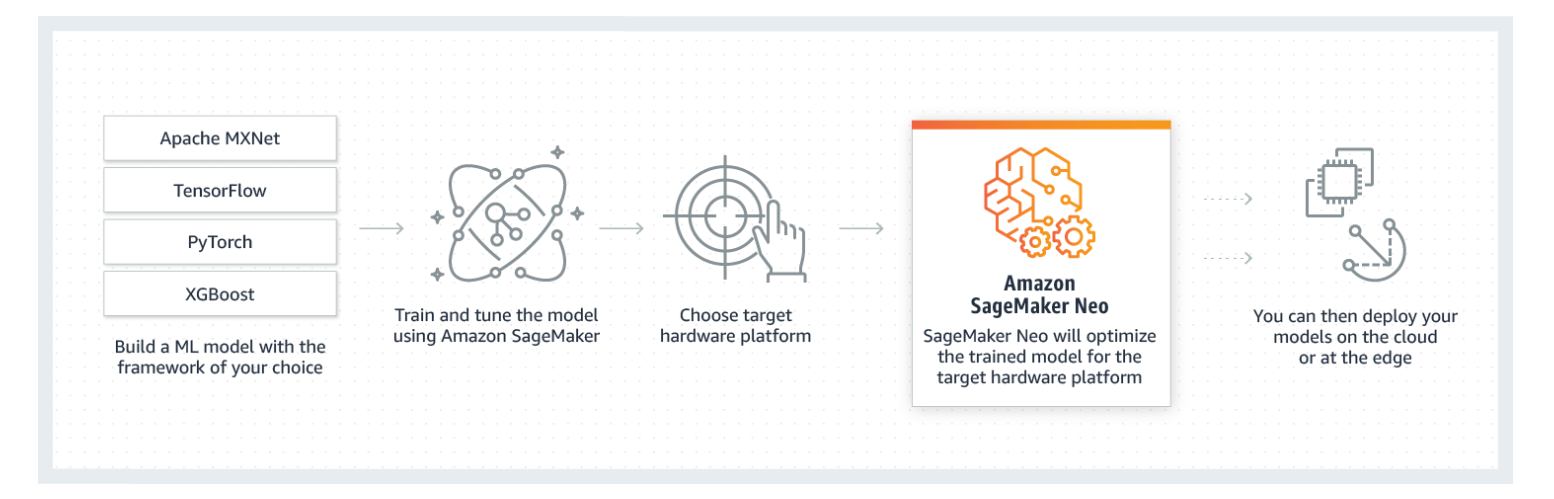 Apache MXNet
TensorFlow
PyTorch
XGBoost
Build a ML model with the
framework of your choice
Train and tune the model
using Amazon SageMaker
Choose target
hardware platform
Amazon
SageMaker Neo
SageMaker Neo will optimize
the trained model for the
target hardware platform
You can then deploy your
models on the cloud
or at the edge